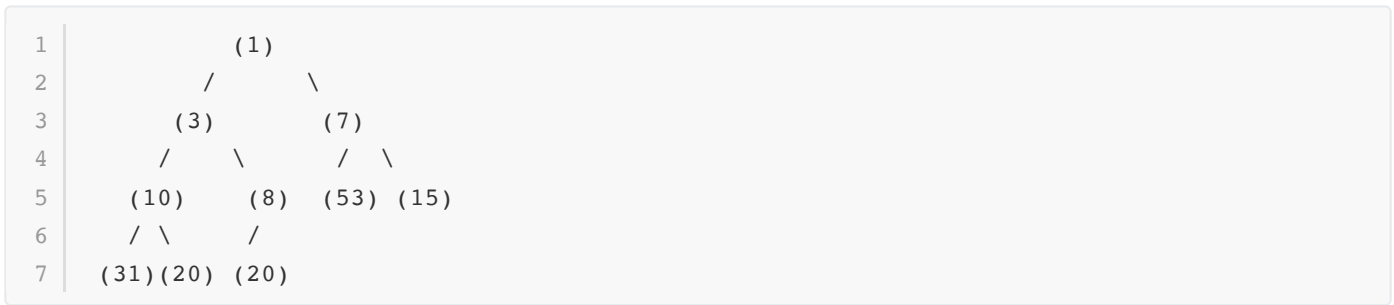 1 (1)
2 / \
3 (3) (7)
4 / \ / \
5 (10) (8) (53) (15)
6 / \ /
7 (31)(20) (20)